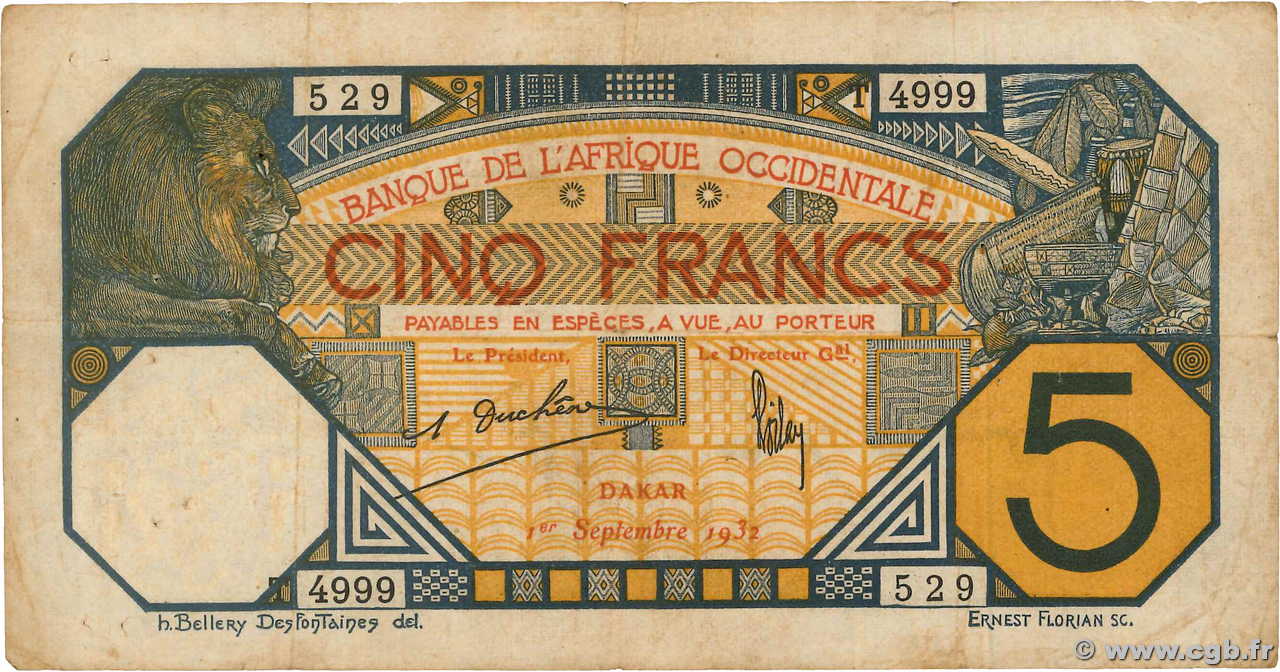 529 T 4999
BANQUE DE L'AFRIQUE OCCIDENTALE
CINQ FRANCS
PAYABLES EN ESPÈCES, A VUE, AU PORTEUR
Le Président, Le Directeur Gal,
A Duchêne
5
DAKAR
1er Septembre 1932
T 4999 529
h. Bellery Desfontaines del. ERNEST FLORIAN SC.
© www.cgb.fr